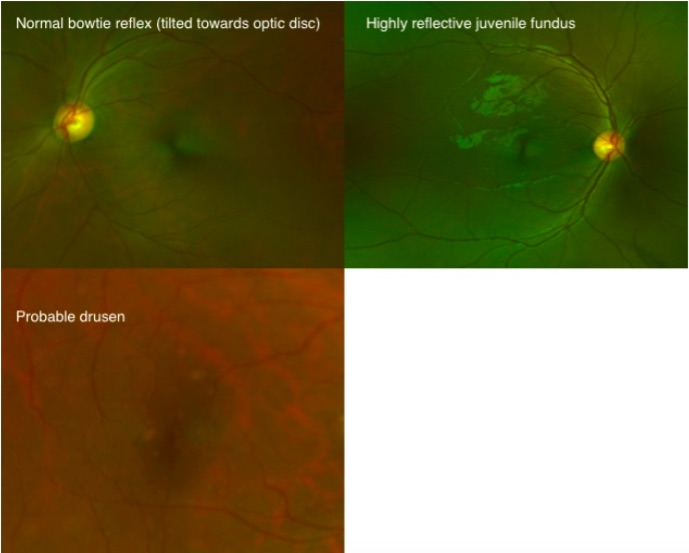 Normal bowtie reflex (tilted towards optic disc)
Highly reflective juvenile fundus
Probable drusen